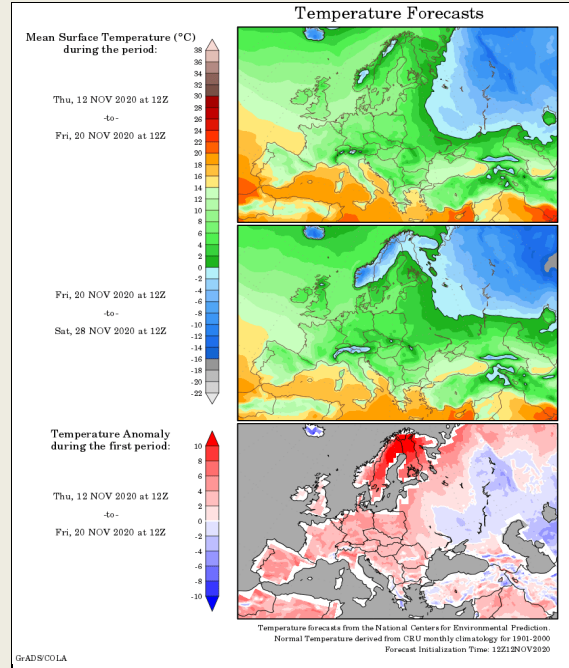 Temperature Forecasts
Mean Surface Temperature (°C)
during the period:
Thu, 12 NOV 2020 at 12Z
-to-
Fri, 20 NOV 2020 at 12Z
38
36
34
32
30
28
26
24
22
20
18
16
14
12
10
8
6
4
2
0
-2
-4
-6
-8
-10
-12
-14
-16
-18
-20
-22
Fri, 20 NOV 2020 at 12Z
-to-
Sat, 28 NOV 2020 at 12Z
Temperature Anomaly
during the first period:
Thu, 12 NOV 2020 at 12Z
-to-
Fri, 20 NOV 2020 at 12Z
10
8
6
4
2
0
-2
-4
-6
-8
-10
Temperature forecasts from the National Centers for Environmental Prediction.
Normal Temperature derived from CRU monthly climatology for 1901-2000
Forecast Initialization Time: 12Z12NOV2020
GrADS/COLA